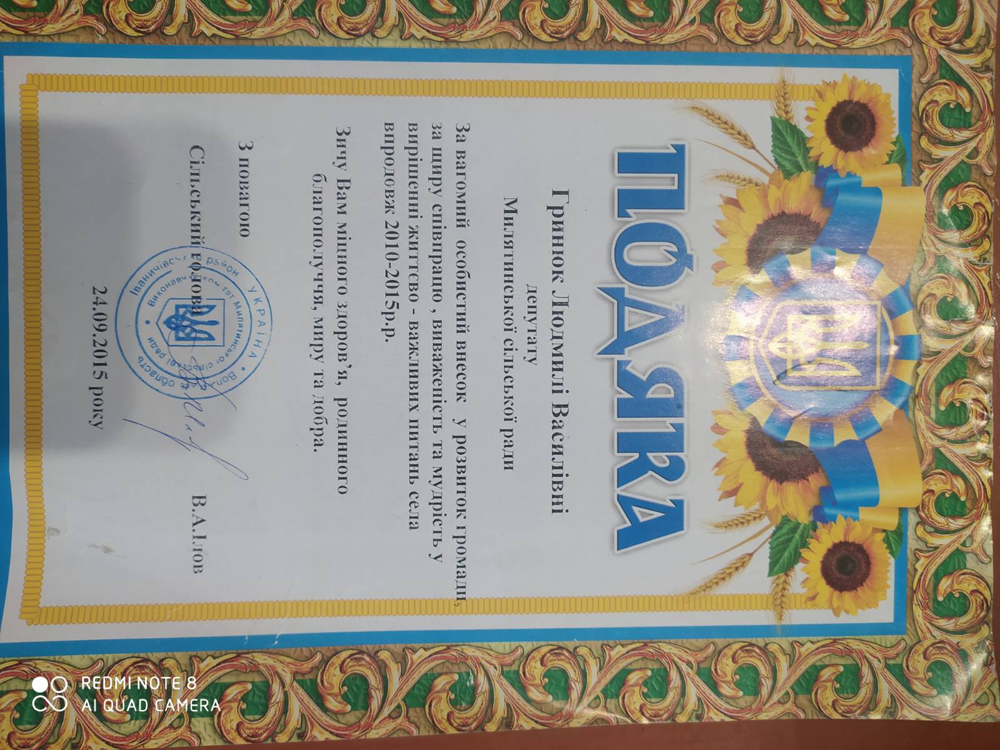 ПОДЯКА
Гринюк Людмилі Василівні
депутату
Милятинської сільської ради
За вагомий особистий внесок у розвиток громади,
за щиру співпрацю , виваженість та мудрість у
вирішенні життєво - важливих питань села
впродовж 2010-2015р.р.
Зичу Вам міцного здоров’я, родинного
благополуччя, миру та добра.
З повагою
Сільський голова В.А.Ілов
24.09.2015 року
УКРАЇНА * Волинська область
Іваничівський район
Виконавчий комітет Милятинської сільської ради *
REDMI NOTE 8
AI QUAD CAMERA